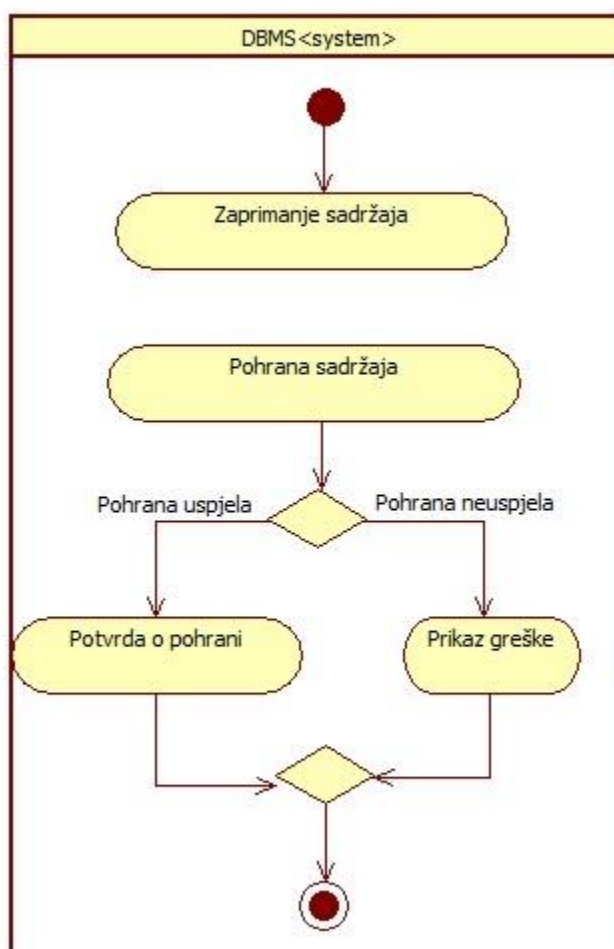 DBMS<system>
Zaprimanje sadržaja
Pohrana sadržaja
Pohrana uspjela
Pohrana neuspjela
Potvrda o pohrani
Prikaz greške